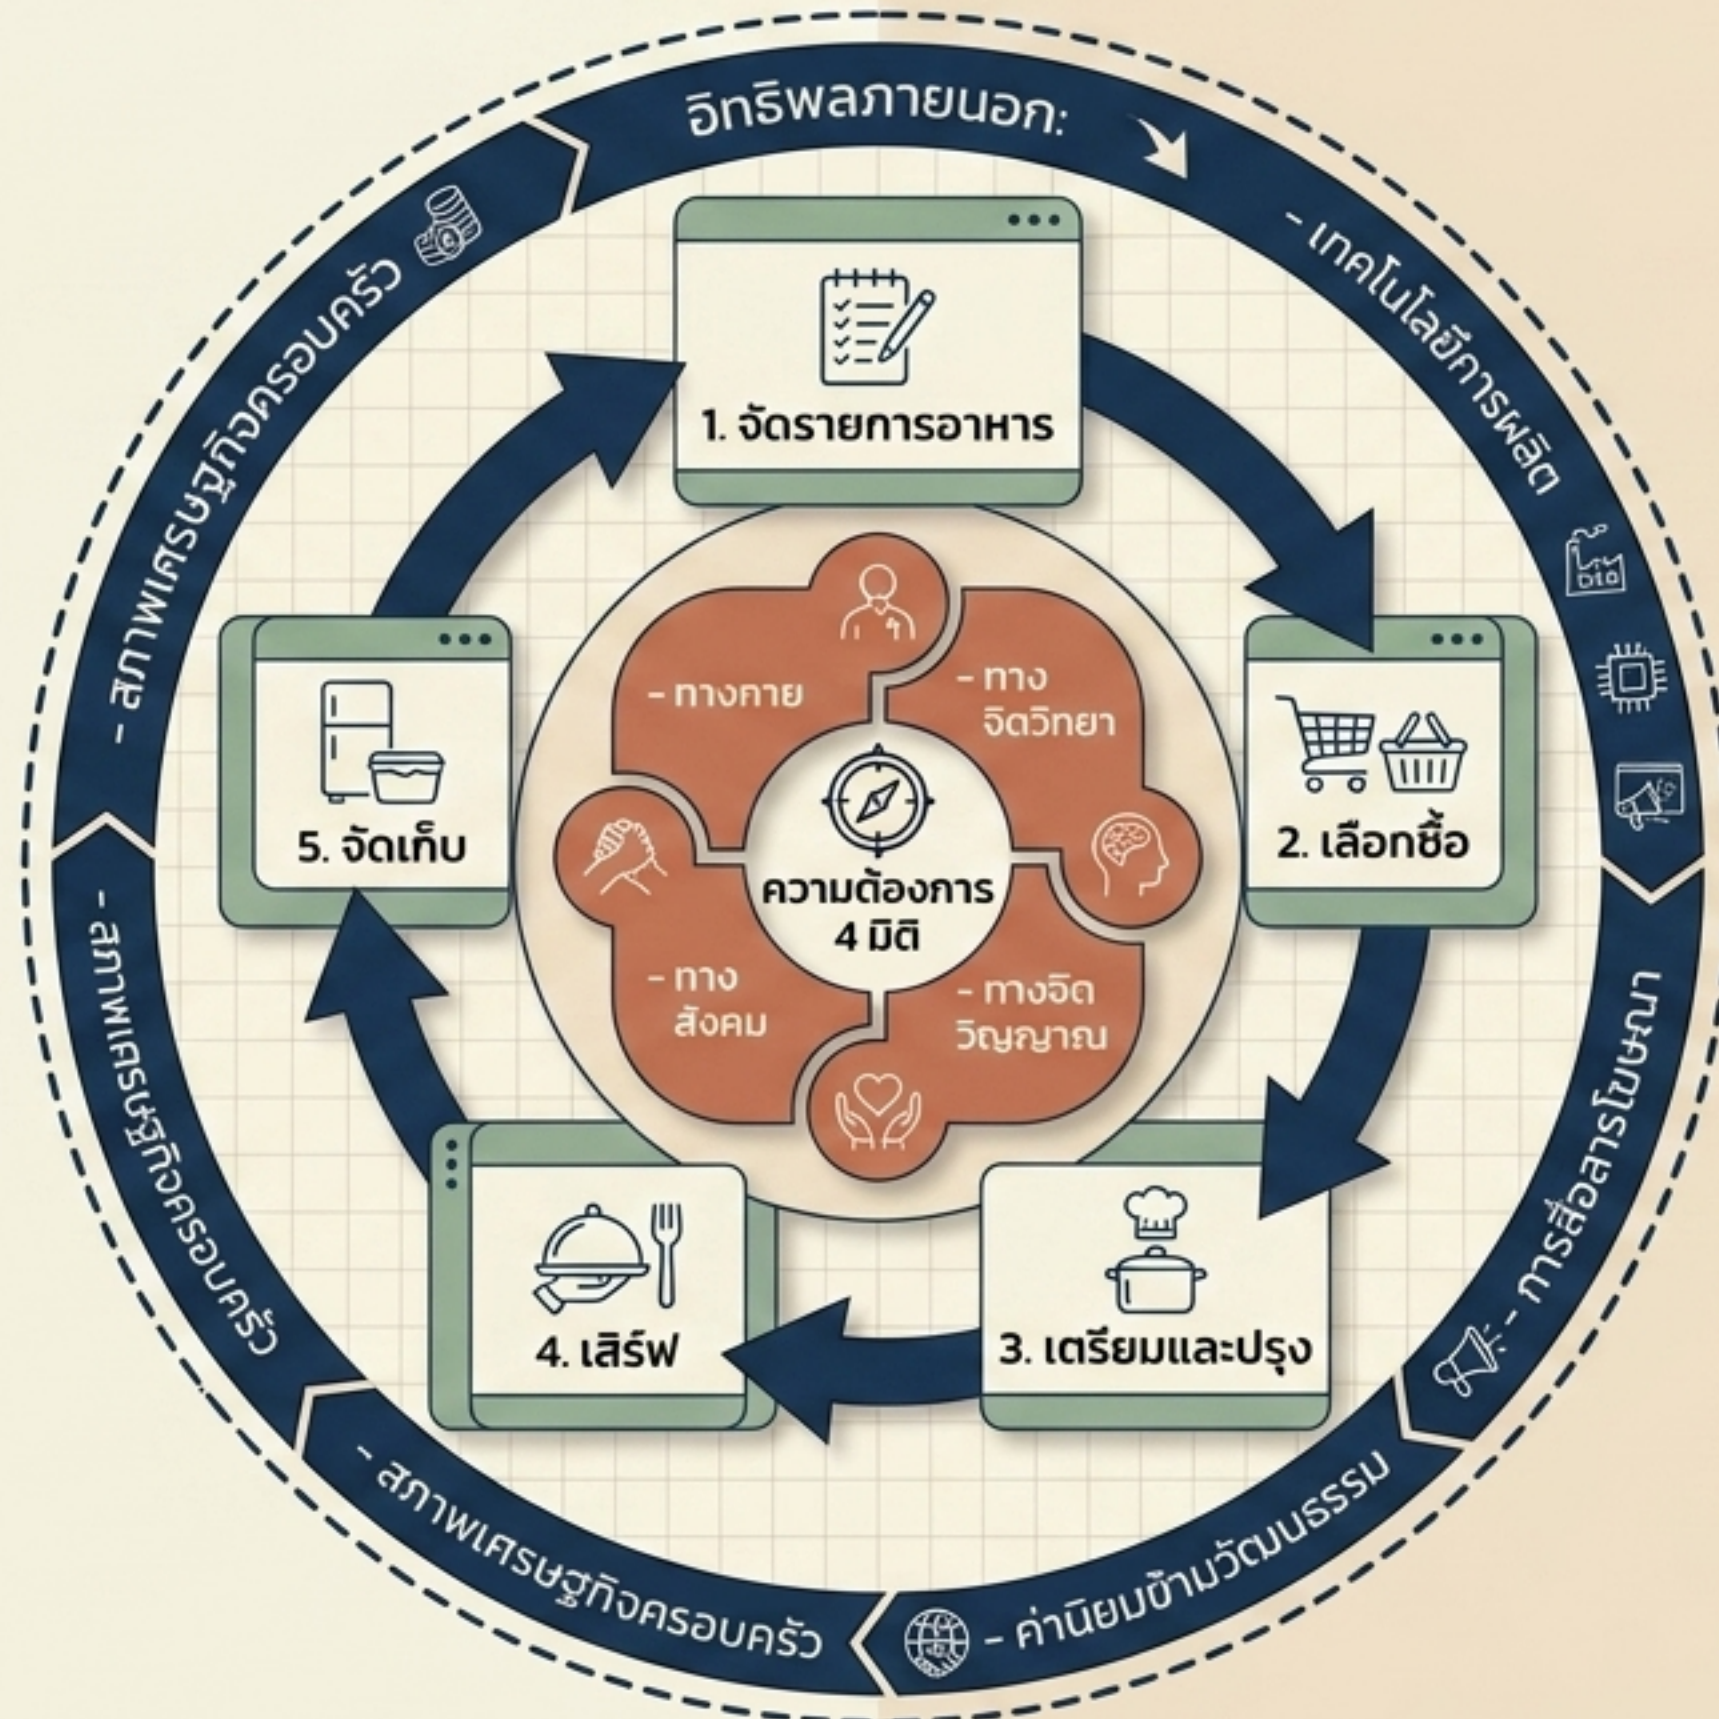 อิทธิพลภายนอก:
- เทคโนโลยีการผลิต
- การสื่อสารโฆษณา
- ค่านิยมข้ามวัฒนธรรม
- สภาพเศรษฐกิจครอบครัว
- สภาพเศรษฐกิจครอบครัว
- สภาพเศรษฐกิจครอบครัว
1. จัดรายการอาหาร
2. เลือกซื้อ
3. เตรียมและปรุง
4. เสิร์ฟ
5. จัดเก็บ
- ทางกาย
- ทาง
จิตวิทยา
ความต้องการ
4 มิติ
- ทาง
สังคม
- ทางจิต
วิญญาณ